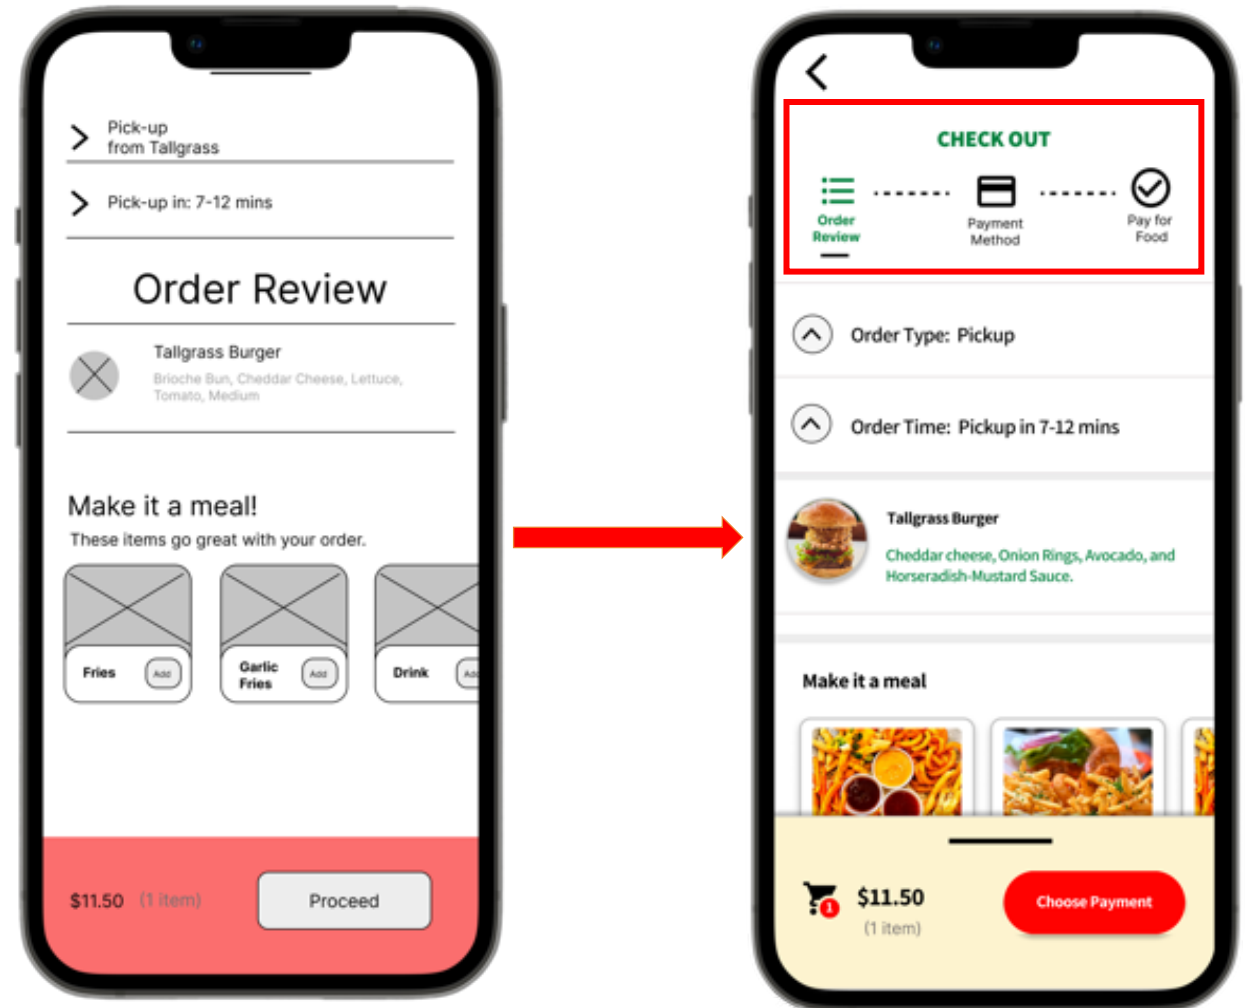 Pick-up
from Tallgrass
Pick-up in: 7-12 mins
Order Review
Tallgrass Burger
Brioche Bun, Cheddar Cheese, Lettuce,
Tomato, Medium
Make it a meal!
These items go great with your order.
Fries
Add
Garlic
Fries
Add
Drink
Add
$11.50 (1 item)
Proceed
CHECK OUT
Order
Review
Payment
Method
Pay for
Food
Order Type: Pickup
Order Time: Pickup in 7-12 mins
Tallgrass Burger
Cheddar cheese, Onion Rings, Avocado, and
Horseradish-Mustard Sauce.
Make it a meal
1
$11.50
(1 item)
Choose Payment